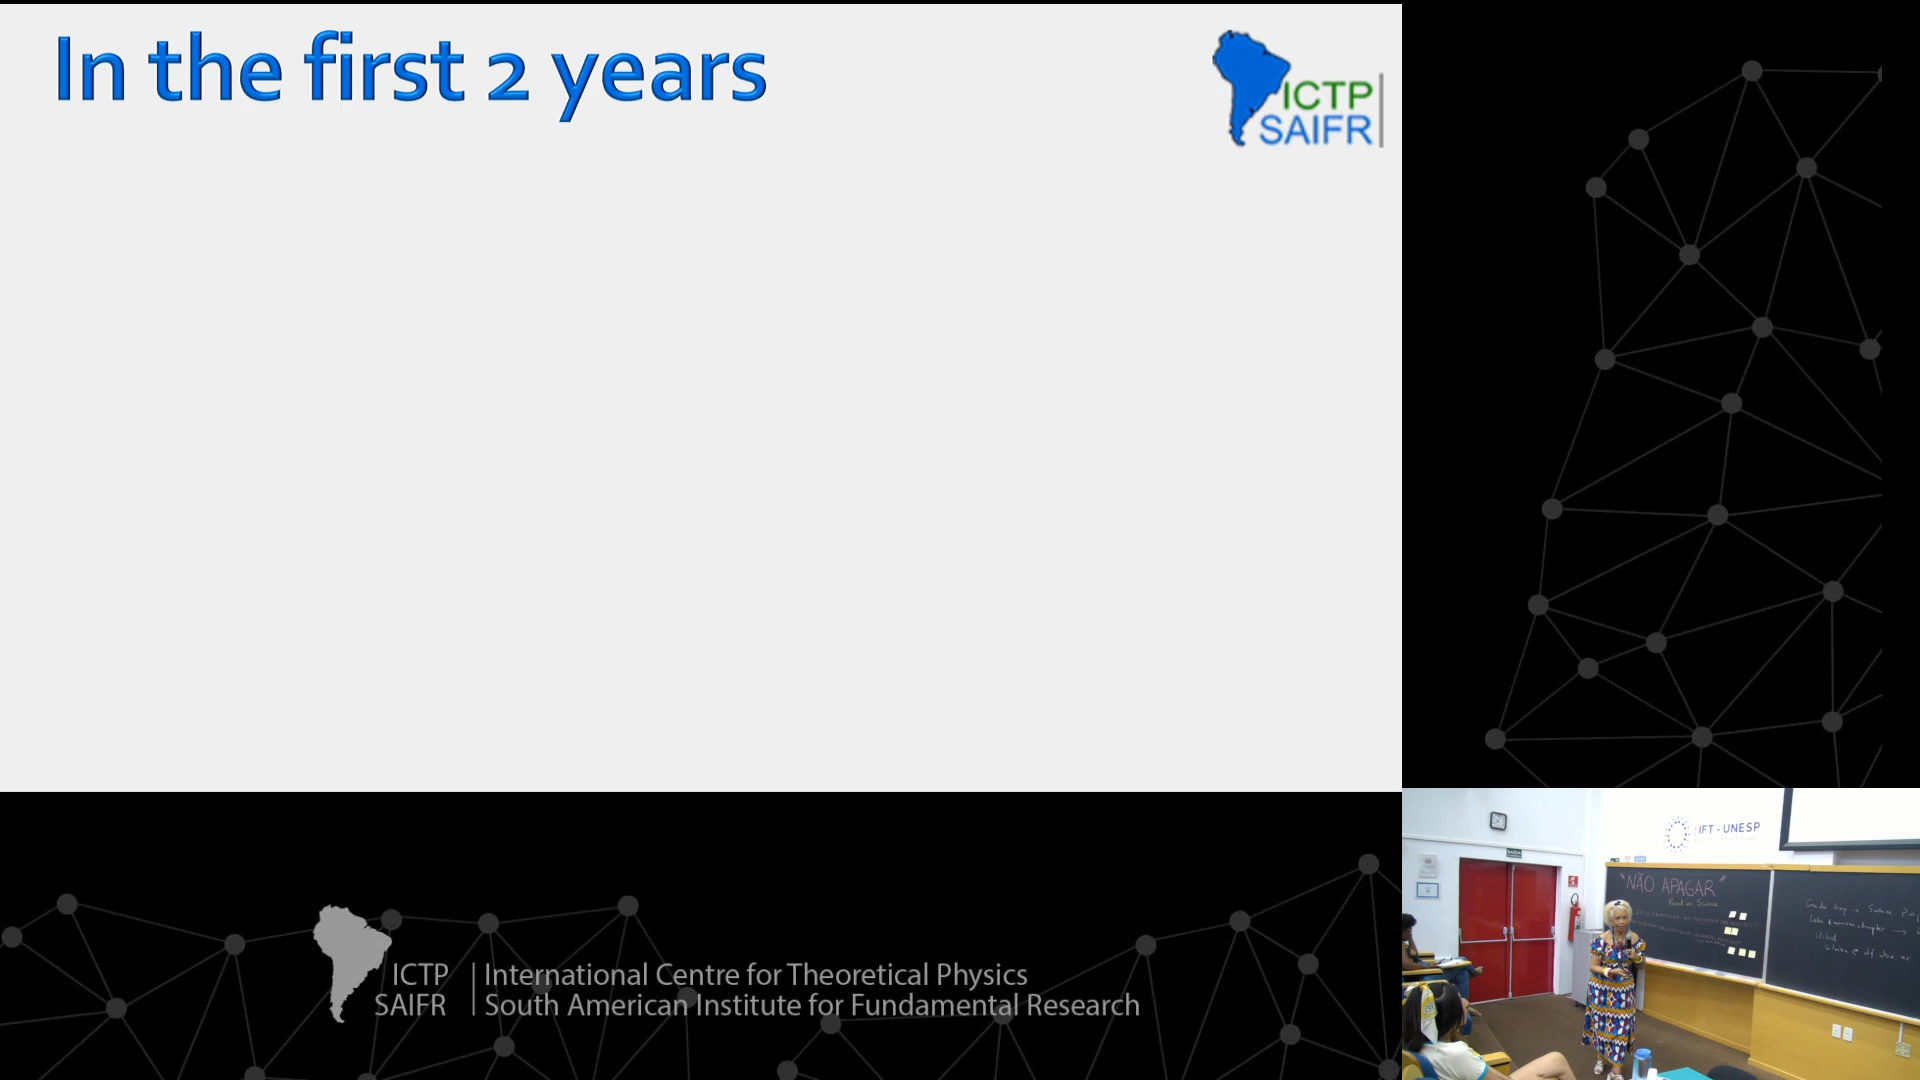 In the first 2 years
ICTP
SAIFR
ICTP
SAIFR
International Centre for Theoretical Physics
South American Institute for Fundamental Research
IFT - UNESP
"NÃO APAGAR"